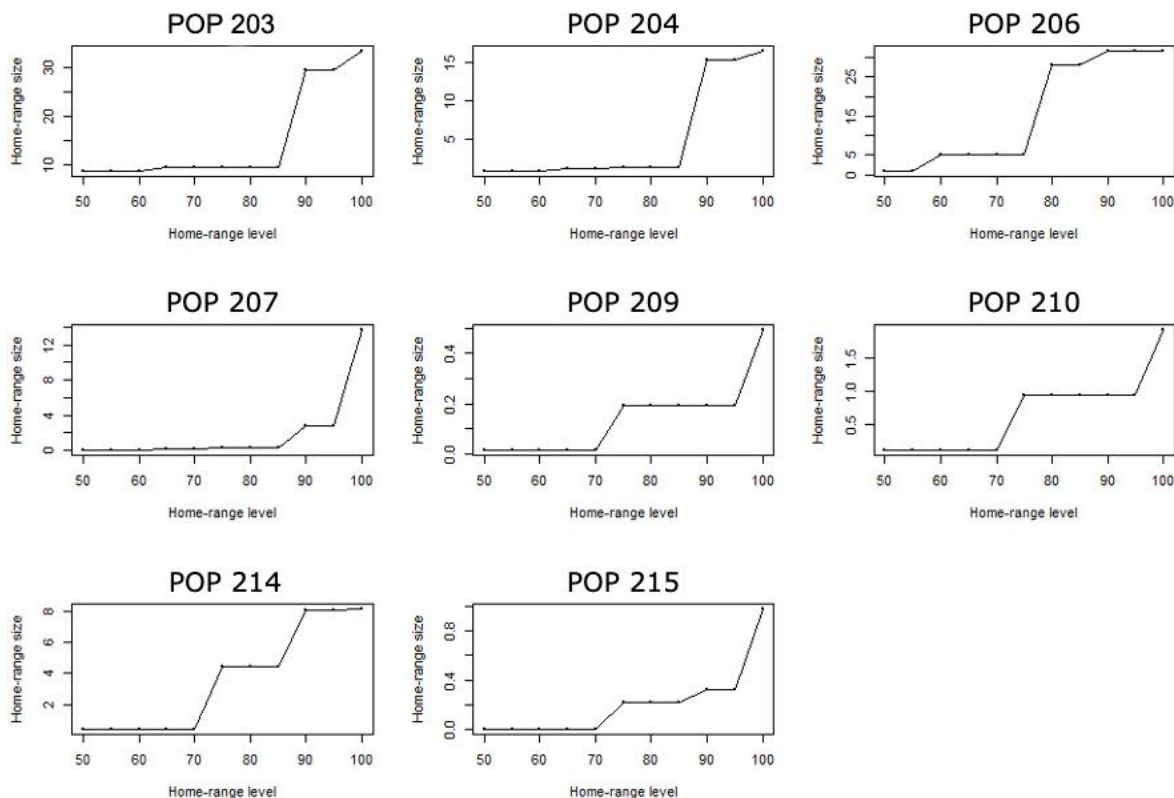 POP 203
Home-range size
10 20 30
50 60 70 80 90 100
Home-range level
POP 204
Home-range size
5 10 15
50 60 70 80 90 100
Home-range level
POP 206
Home-range size
0 5 15 25
50 60 70 80 90 100
Home-range level
POP 207
Home-range size
0 4 8 12
50 60 70 80 90 100
Home-range level
POP 209
Home-range size
0.0 0.2 0.4
50 60 70 80 90 100
Home-range level
POP 210
Home-range size
0.5 1.0 1.5
50 60 70 80 90 100
Home-range level
POP 214
Home-range size
2 4 6 8
50 60 70 80 90 100
Home-range level
POP 215
Home-range size
0.0 0.4 0.8
50 60 70 80 90 100
Home-range level